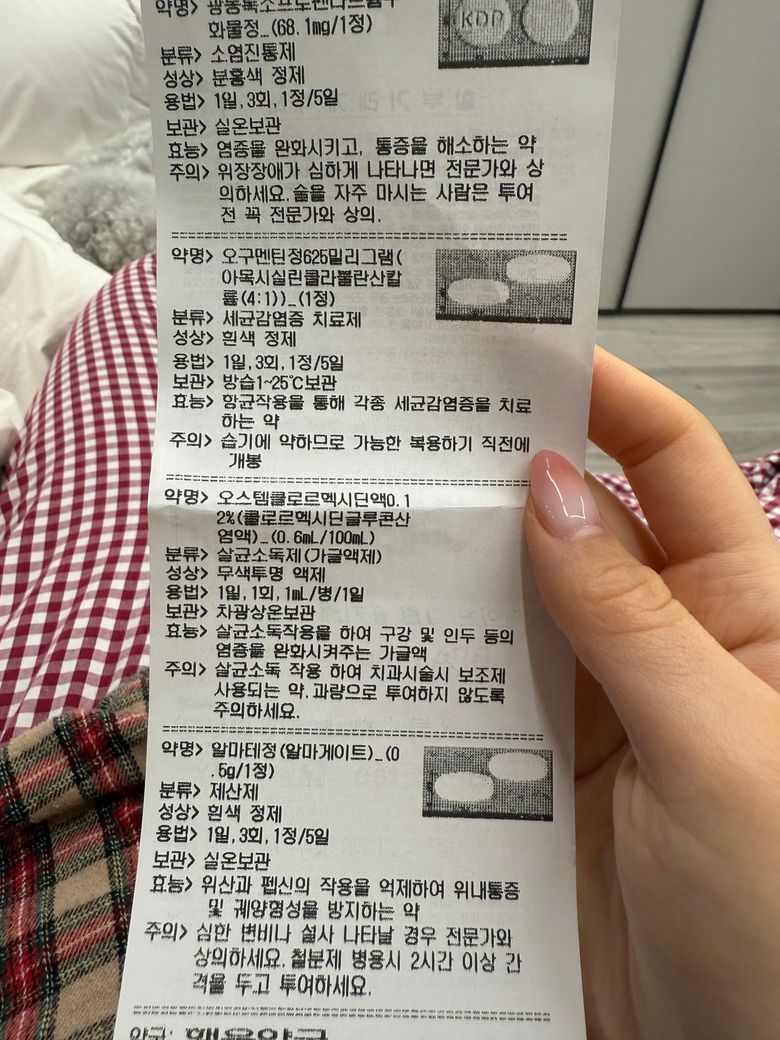 약명> 광동록소프로펜나트륨수
화물정_(68.1mg/1정)
KDP
분류> 소염진통제
성상> 분홍색 정제
용법> 1일,3회,1정/5일
보관> 실온보관
효능> 염증을 완화시키고, 통증을 해소하는 약
주의> 위장장애가 심하게 나타나면 전문가와 상
의하세요.술을 자주 마시는 사람은 투여
전 꼭 전문가와 상의.
약명> 오구멘틴정625밀리그램(
아목시실린클라불란산칼
륨(4:1))_(1정)
분류> 세균감염증 치료제
성상> 흰색 정제
용법> 1일,3회,1정/5일
보관> 방습1~25℃보관
효능> 항균작용을 통해 각종 세균감염증을 치료
하는 약
주의> 습기에 약하므로 가능한 복용하기 직전에
개봉
약명> 오스템클로르헥시딘액0.1
2%(클로르헥시딘글루콘산
염액)_(0.6mL/100mL)
분류> 살균소독제(가글액제)
성상> 무색투명 액제
용법> 1일,1회,1mL/병/1일
보관> 차광상온보관
효능> 살균소독작용을 하여 구강 및 인두 등의
염증을 완화시켜주는 가글액
주의> 살균소독 작용 하여 치과시술시 보조제
사용되는 약.과량으로 투여하지 않도록
주의하세요.
약명> 알마테정(알마게이트)_(0
.5g/1정)
분류> 제산제
성상> 흰색 정제
용법> 1일,3회,1정/5일
보관> 실온보관
효능> 위산과 펩신의 작용을 억제하여 위내통증
및 궤양형성을 방지하는 약
주의> 심한 변비나 설사 나타날 경우 전문가와
상의하세요.철분제 병용시 2시간 이상 간
격을 두고 투여하세요.
약국: